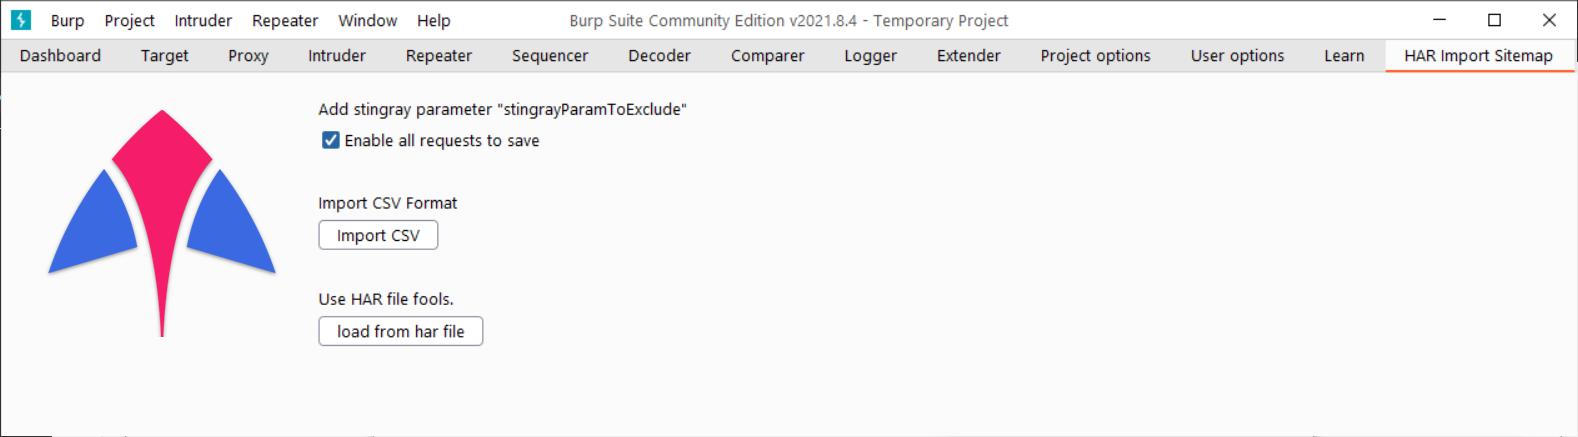 Burp Project Intruder Repeater Window Help Burp Suite Community Edition v2021.8.4 - Temporary Project
Dashboard Target Proxy Intruder Repeater Sequencer Decoder Comparer Logger Extender Project options User options Learn HAR Import Sitemap
Add stingray parameter "stingrayParamToExclude"
Enable all requests to save
Import CSV Format
Import CSV
Use HAR file fools.
load from har file